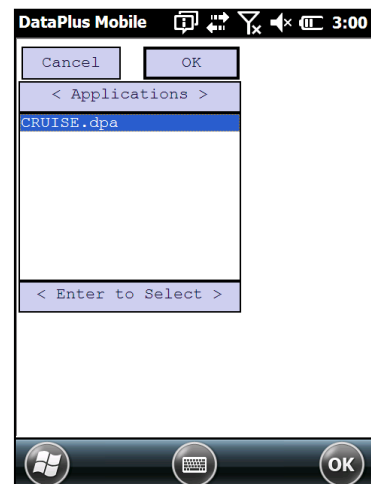 DataPlus Mobile 3:00
Cancel OK
< Applications >
CRUISE.dpa
< Enter to Select >
OK